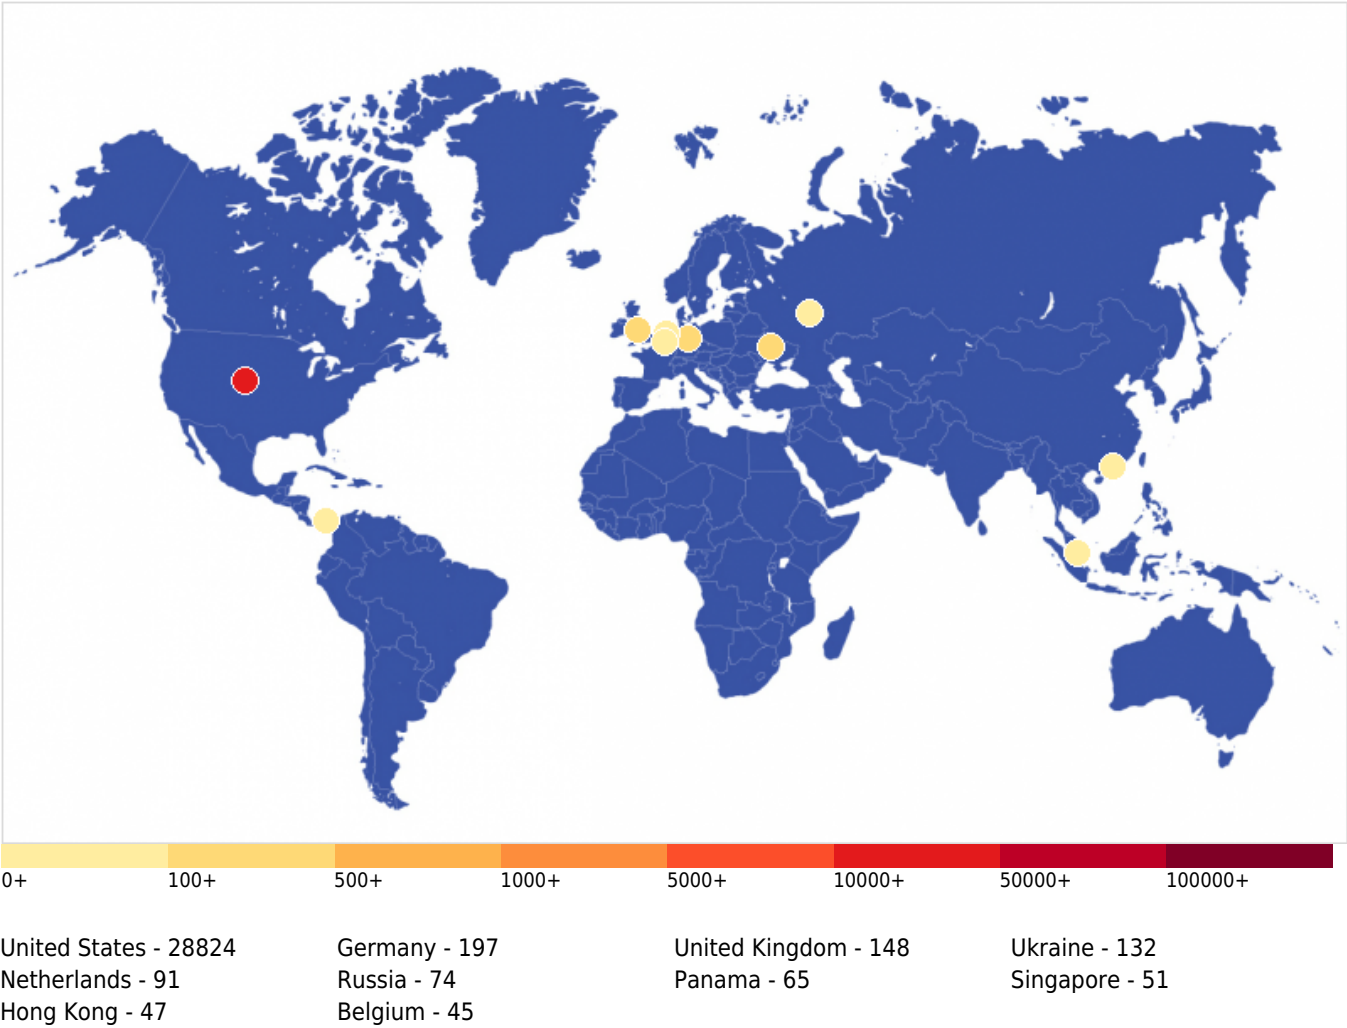 0+ 100+ 500+ 1000+ 5000+ 10000+ 50000+ 100000+
United States - 28824 Germany - 197 United Kingdom - 148 Ukraine - 132
Netherlands - 91 Russia - 74 Panama - 65 Singapore - 51
Hong Kong - 47 Belgium - 45